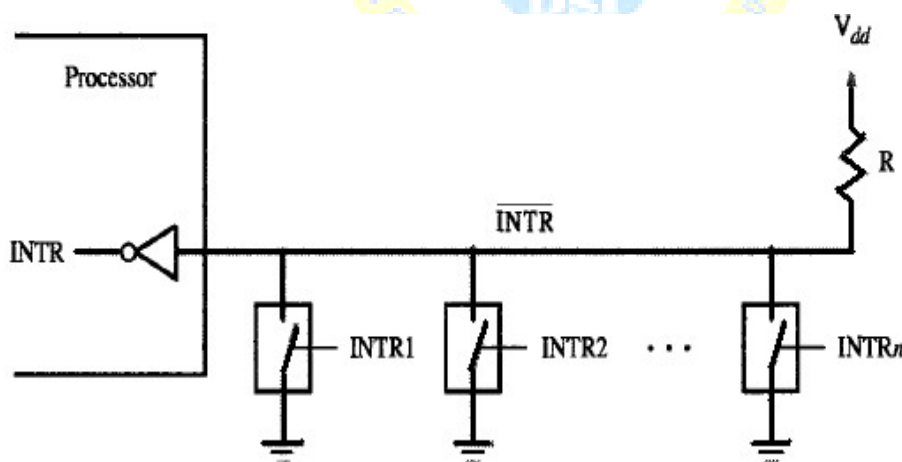 V_dd
Processor
R
INTR
INTR
INTR1
INTR2
...
INTRn